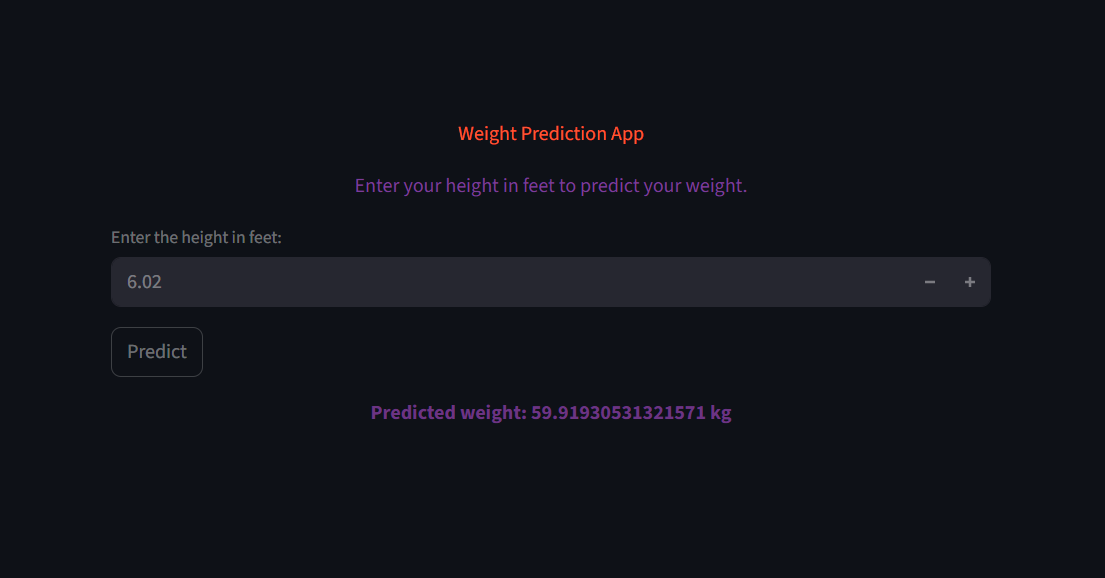 Weight Prediction App
Enter your height in feet to predict your weight.
Enter the height in feet:
6.02
Predict
Predicted weight: 59.91930531321571 kg